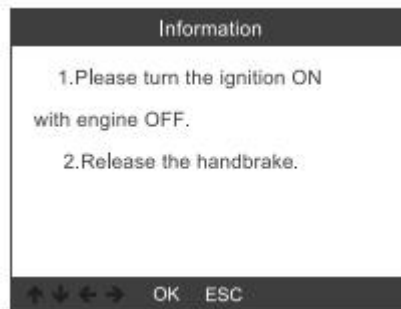 Information
1.Please turn the ignition ON
with engine OFF.
2.Release the handbrake.
OK ESC